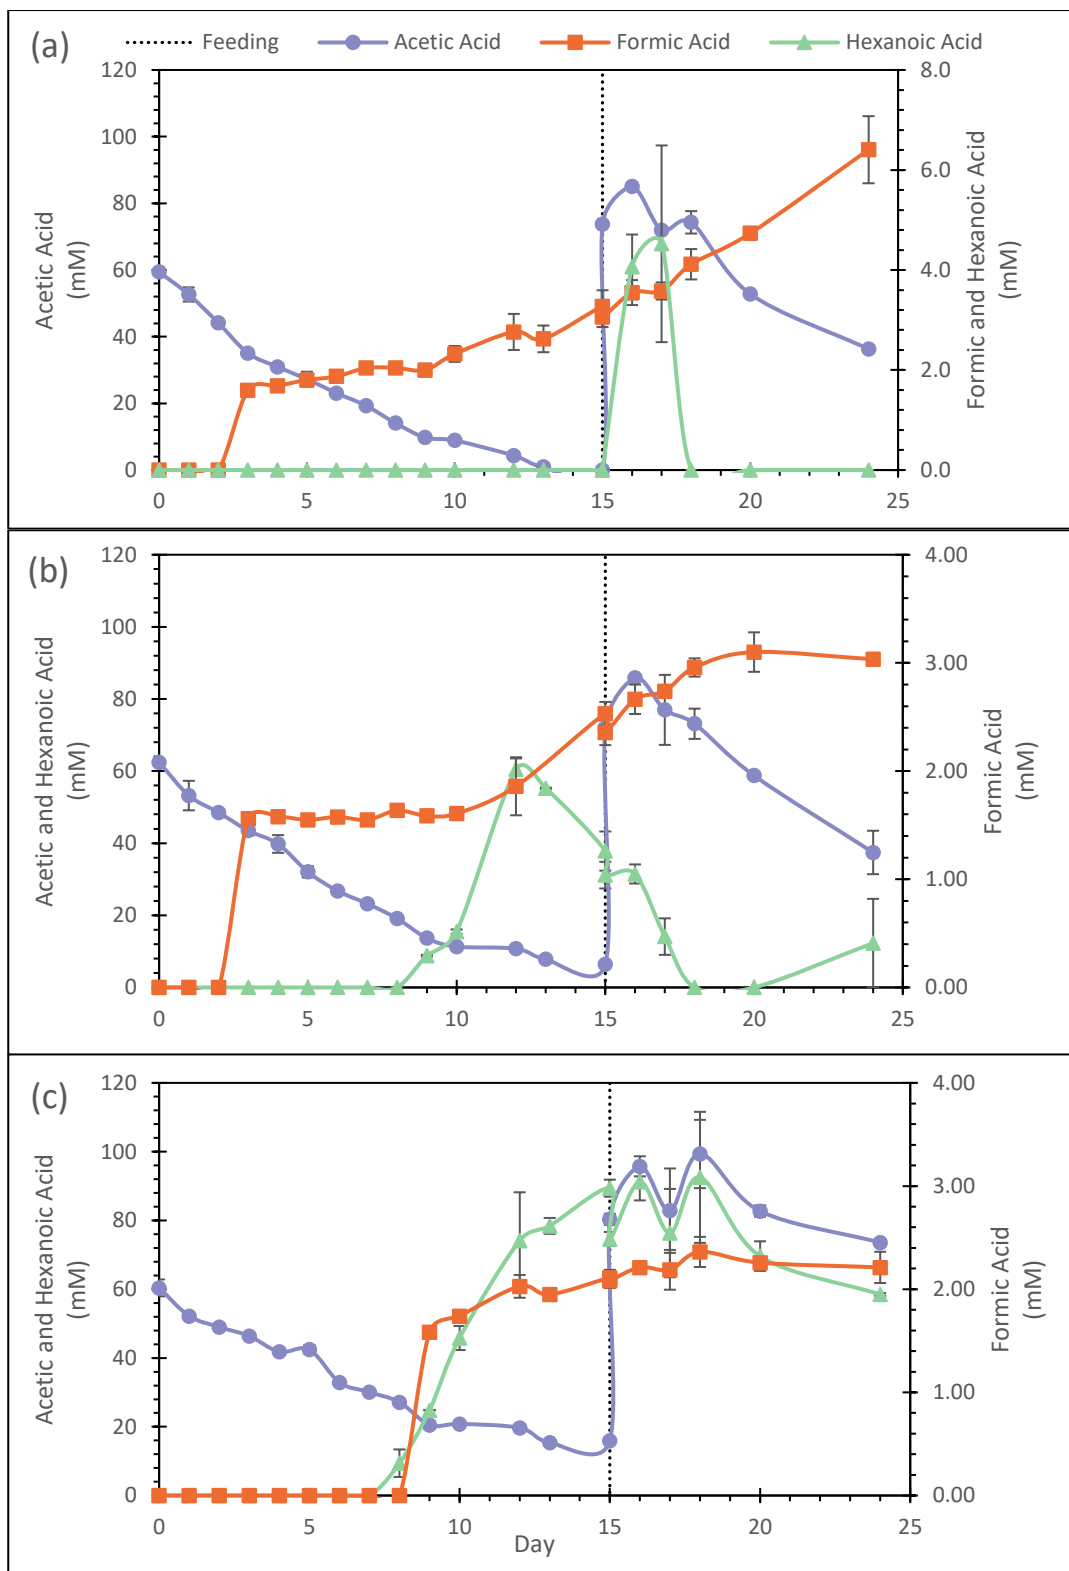 (a)
Feeding Acetic Acid Formic Acid Hexanoic Acid
120
100
80
60
40
20
0
Acetic Acid
(mM)
8.0
6.0
4.0
2.0
0.0
Formic and Hexanoic Acid
(mM)
0 5 10 15 20 25
(b)
120
100
80
60
40
20
0
Acetic and Hexanoic Acid
(mM)
4.00
3.00
2.00
1.00
0.00
Formic Acid
(mM)
0 5 10 15 20 25
(c)
120
100
80
60
40
20
0
Acetic and Hexanoic Acid
(mM)
4.00
3.00
2.00
1.00
0.00
Formic Acid
(mM)
0 5 10 15 20 25
Day